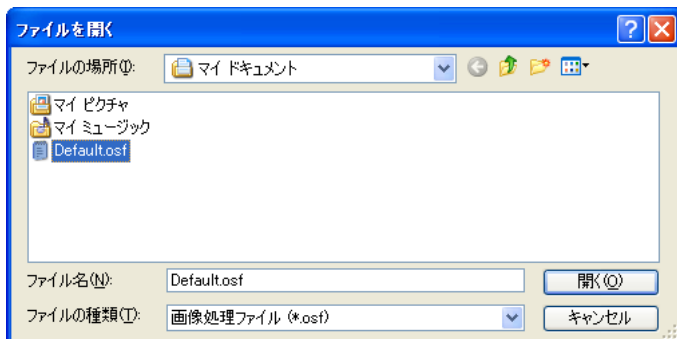 ファイルを開く
ファイルの場所(I): マイ ドキュメント
マイ ピクチャ
マイ ミュージック
Default.osf
ファイル名(N): Default.osf 開く(O)
ファイルの種類(T): 画像処理ファイル (*.osf) キャンセル